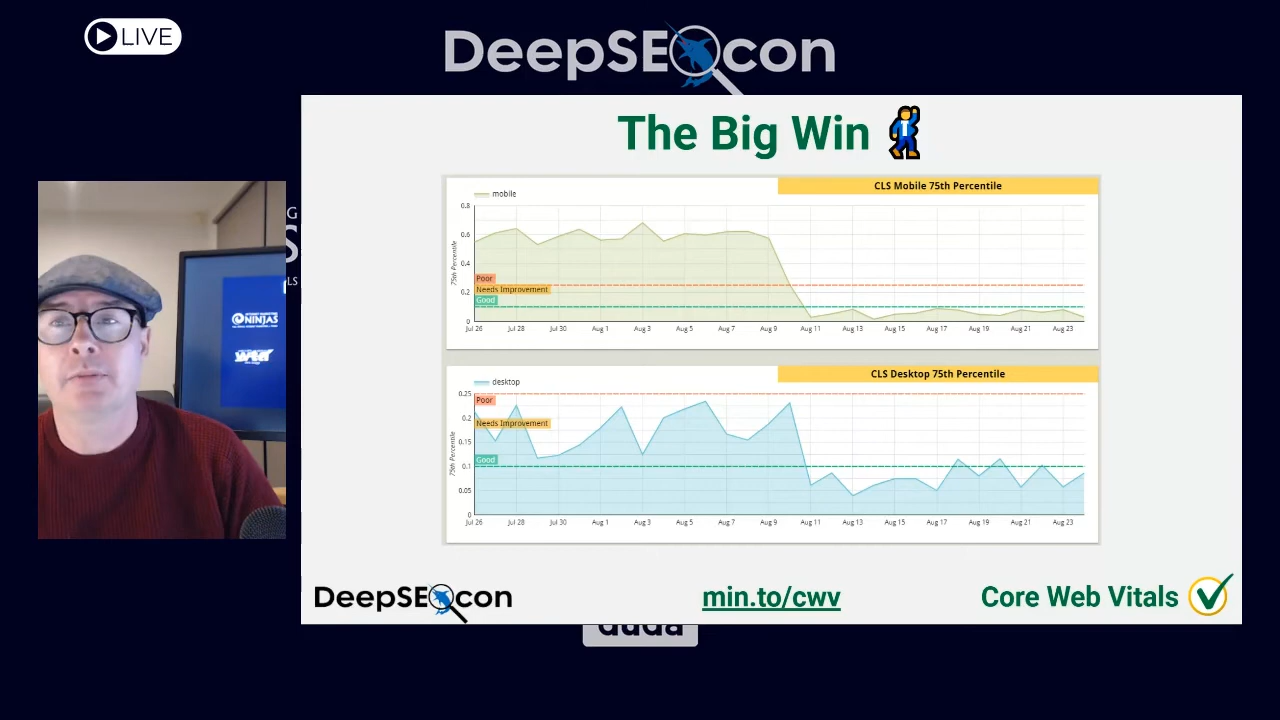 LIVE
DeepSEOcon
The Big Win
CLS Mobile 75th Percentile
mobile
0.8
0.6
0.4
0.2
0
75th Percentile
Poor
Needs Improvement
Good
Jul 26 Jul 28 Jul 30 Aug 1 Aug 3 Aug 5 Aug 7 Aug 9 Aug 11 Aug 13 Aug 15 Aug 17 Aug 19 Aug 21 Aug 23
CLS Desktop 75th Percentile
desktop
0.25
0.2
0.15
0.1
0.05
0
75th Percentile
Poor
Needs Improvement
Good
Jul 26 Jul 28 Jul 30 Aug 1 Aug 3 Aug 5 Aug 7 Aug 9 Aug 11 Aug 13 Aug 15 Aug 17 Aug 19 Aug 21 Aug 23
DeepSEOcon
min.to/cwv
Core Web Vitals
G
S
LS
NINJAS
duda